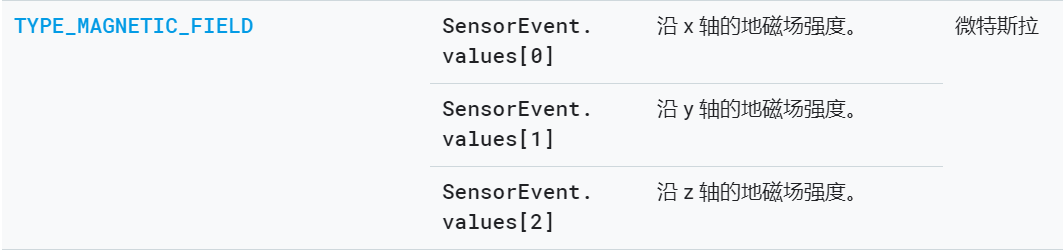 TYPE_MAGNETIC_FIELD
SensorEvent.
values[0]
沿 x 轴的地磁场强度。
微特斯拉
SensorEvent.
values[1]
沿 y 轴的地磁场强度。
SensorEvent.
values[2]
沿 z 轴的地磁场强度。